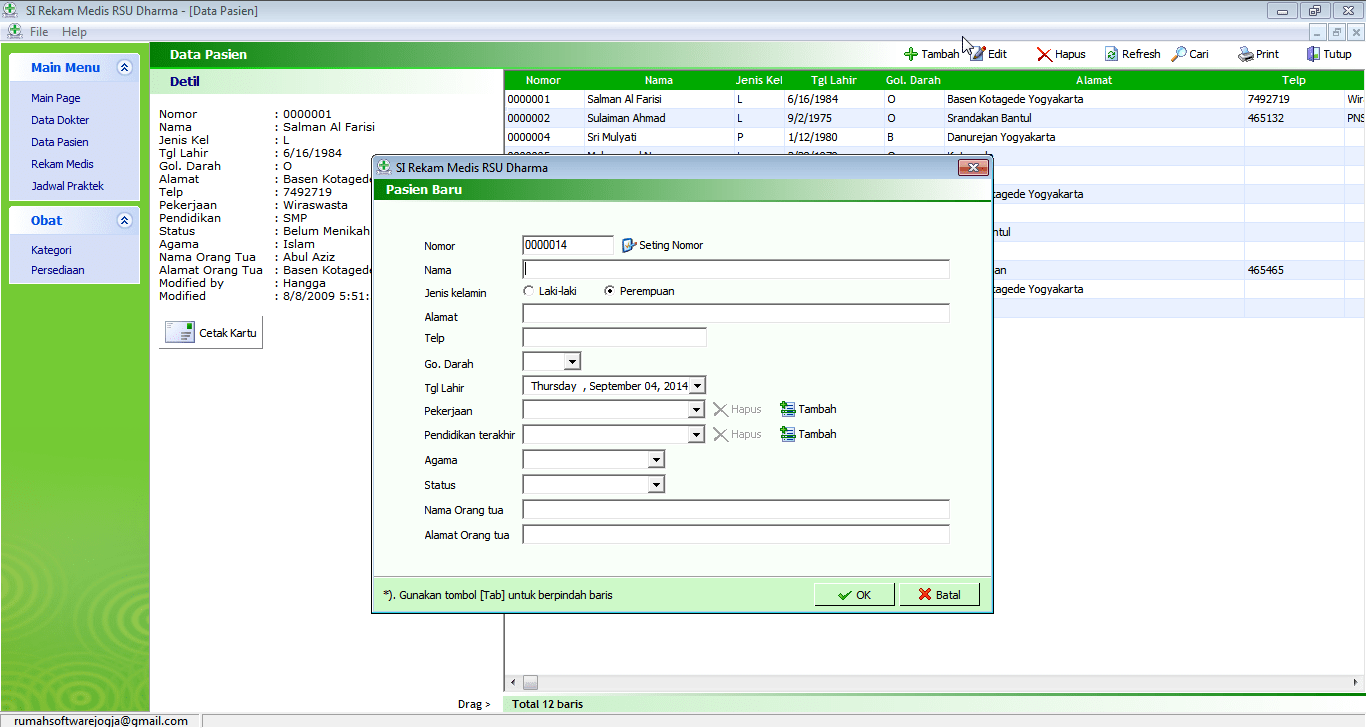 SI Rekam Medis RSU Dharma - [Data Pasien]
File Help
Main Menu
Main Page
Data Dokter
Data Pasien
Rekam Medis
Jadwal Praktek
Obat
Kategori
Persediaan
Data Pasien
Tambah Edit Hapus Refresh Cari Print Tutup
Detil
Nomor : 0000001
Nama : Salman Al Farisi
Jenis Kel : L
Tgl Lahir : 6/16/1984
Gol. Darah : O
Alamat : Basen Kotagede
Telp : 7492719
Pekerjaan : Wiraswasta
Pendidikan : SMP
Status : Belum Menikah
Agama : Islam
Nama Orang Tua : Abul Aziz
Alamat Orang Tua : Basen Kotagede
Modified by : Hangga
Modified : 8/8/2009 5:51:
Cetak Kartu
Nomor Nama Jenis Kel Tgl Lahir Gol. Darah Alamat Telp
0000001 Salman Al Farisi L 6/16/1984 O Basen Kotagede Yogyakarta 7492719 Wir
0000002 Sulaiman Ahmad L 9/2/1975 O Srandakan Bantul 465132 PNS
0000004 Sri Mulyati P 1/12/1980 B Danurejan Yogyakarta
tagede Yogyakarta
ntul
an 465465
tagede Yogyakarta
SI Rekam Medis RSU Dharma
Pasien Baru
Nomor 0000014 Seting Nomor
Nama
Jenis kelamin Laki-laki Perempuan
Alamat
Telp
Go. Darah
Tgl Lahir Thursday , September 04, 2014
Pekerjaan Hapus Tambah
Pendidikan terakhir Hapus Tambah
Agama
Status
Nama Orang tua
Alamat Orang tua
*). Gunakan tombol [Tab] untuk berpindah baris
OK Batal
Drag > Total 12 baris
rumahsoftwarejogja@gmail.com